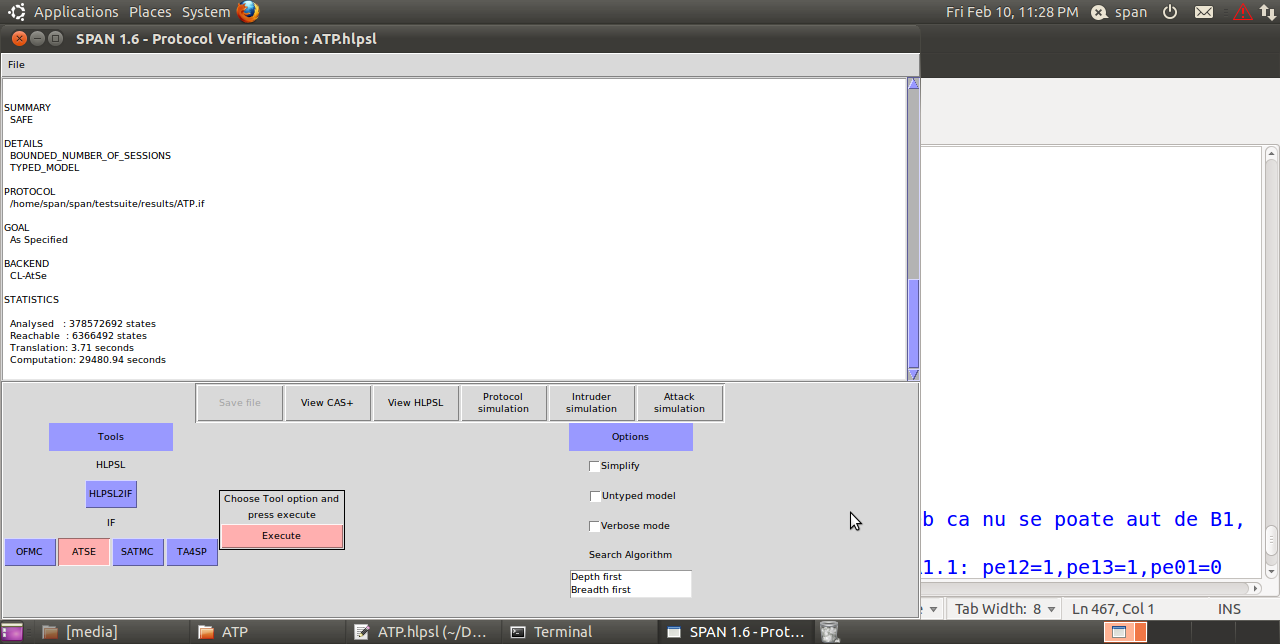 Applications Places System Fri Feb 10, 11:28 PM span
SPAN 1.6 - Protocol Verification : ATP.hlpsl
File
SUMMARY
SAFE
DETAILS
BOUNDED_NUMBER_OF_SESSIONS
TYPED_MODEL
PROTOCOL
/home/span/span/testsuite/results/ATP.if
GOAL
As Specified
BACKEND
CL-AtSe
STATISTICS
Analysed : 378572692 states
Reachable : 6366492 states
Translation: 3.71 seconds
Computation: 29480.94 seconds
Save file
View CAS+
View HLPSL
Protocol
simulation
Intruder
simulation
Attack
simulation
Tools
HLPSL
HLPSL2IF
IF
OFMC
ATSE
SATMC
TA4SP
Choose Tool option and
press execute
Execute
Options
Simplify
Untyped model
Verbose mode
Search Algorithm
Depth first
Breadth first
b ca nu se poate aut de B1,
1.1: pe12=1,pe13=1,pe01=0
Tab Width: 8 Ln 467, Col 1 INS
[media] ATP ATP.hlpsl (~/D... Terminal SPAN 1.6 - Prot...